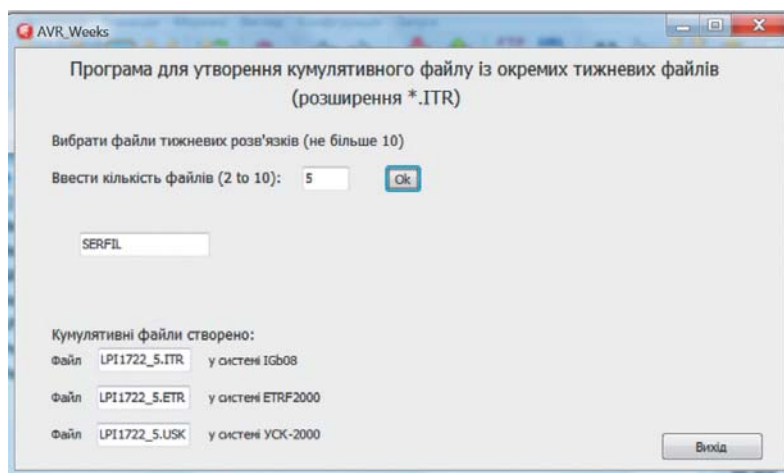 AVR_Weeks
Програма для утворення кумулятивного файлу із окремих тижневих файлів
(розширення *.ITR)
Вибрати файли тижневих розв'язків (не більше 10)
Ввести кількість файлів (2 to 10): 5 Ok
SERFIL
Кумулятивні файли створено:
Файл LPI1722_5.ITR у системі IGb08
Файл LPI1722_5.ETR у системі ETRF2000
Файл LPI1722_5.USK у системі УСК-2000
Вихід